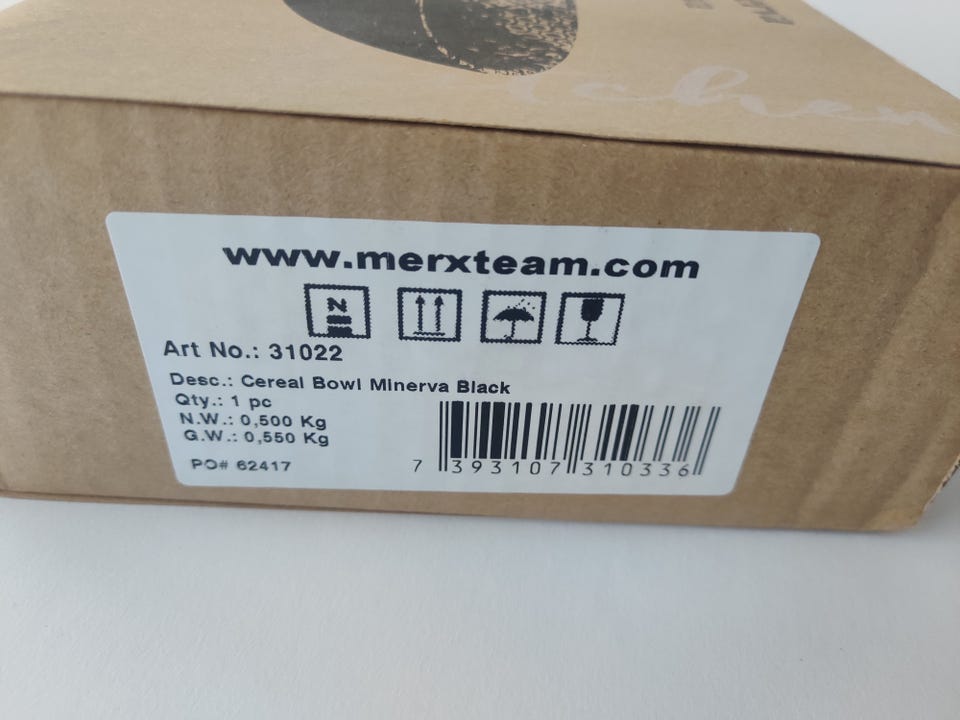 www.merxteam.com
Art No.: 31022
Desc.: Cereal Bowl Minerva Black
Qty.: 1 pc
N.W.: 0,500 Kg
G.W.: 0,550 Kg
PO# 62417
7 393107 310336